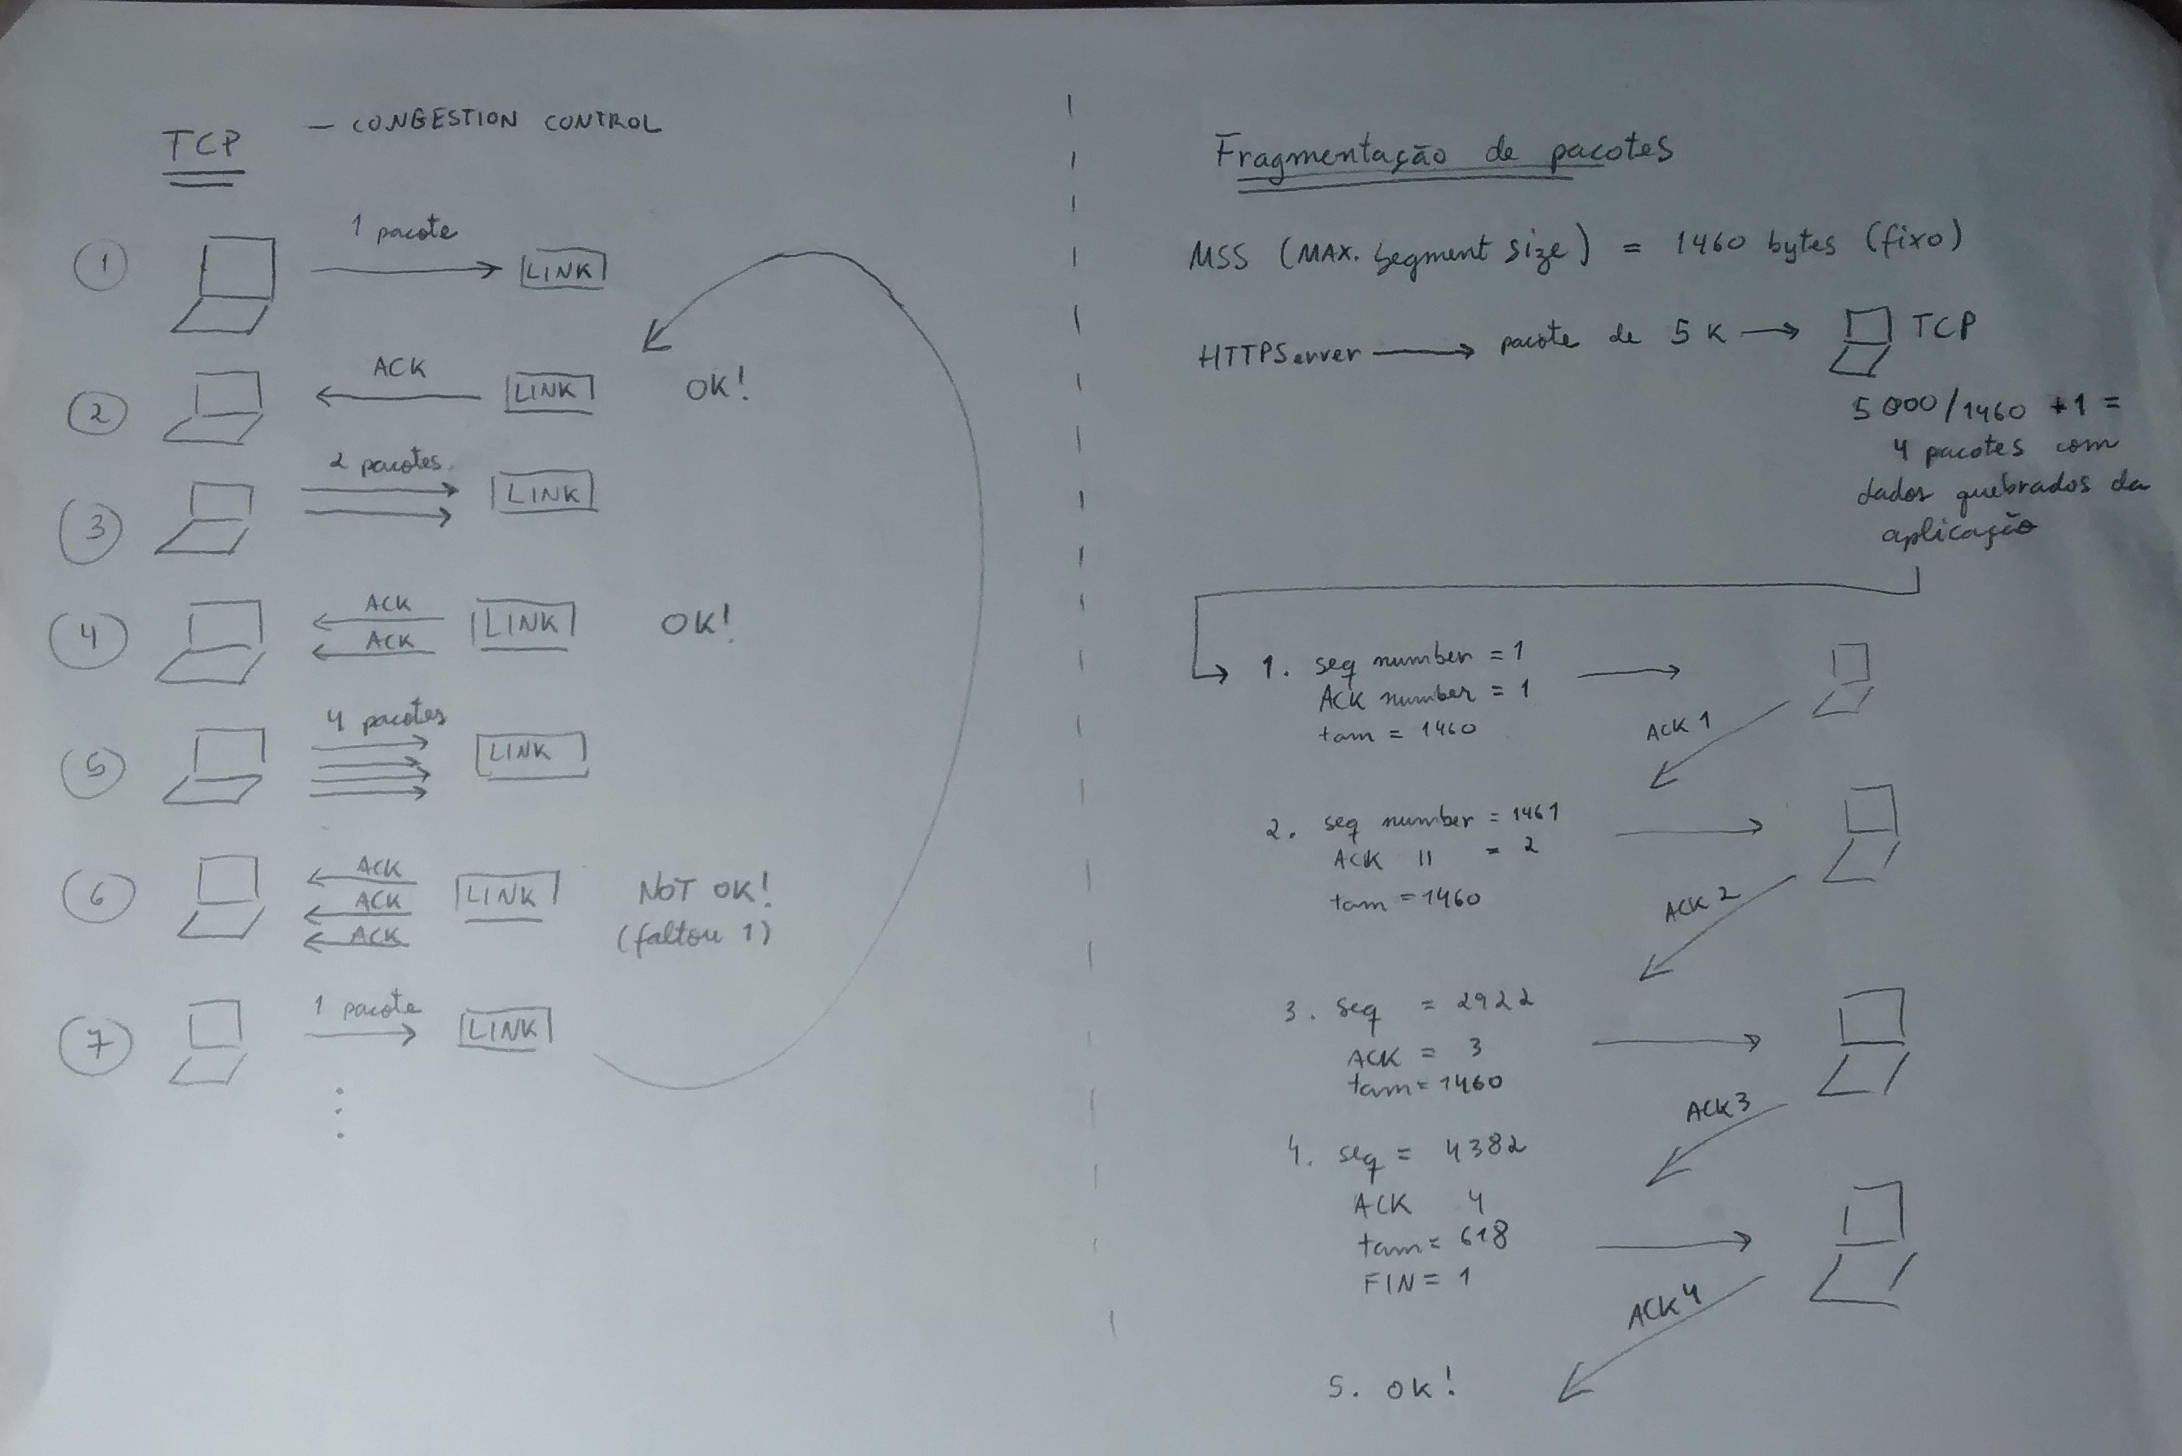 TCP — CONGESTION CONTROL
1 1 pacote LINK
2 ACK LINK OK!
3 2 pacotes LINK
4 ACK LINK OK!
ACK
5 4 pacotes LINK
6 ACK LINK NOT OK!
ACK
ACK (faltou 1)
7 1 pacote LINK
Fragmentação de pacotes
MSS (MAX. Segment Size) = 1460 bytes (fixo)
HTTPServer → pacote de 5 K → TCP
5 000/1460 +1 =
4 pacotes com
dados quebrados da
aplicação
1. seq number = 1
ACK number = 1
tam = 1460
ACK 1
2. seq number = 1461
ACK 11 = 2
tam = 1460
ACK 2
3. seq = 2922
ACK = 3
tam = 1460
ACK 3
4. seq = 4382
ACK 4
tam = 618
FIN = 1
ACK 4
5. OK!